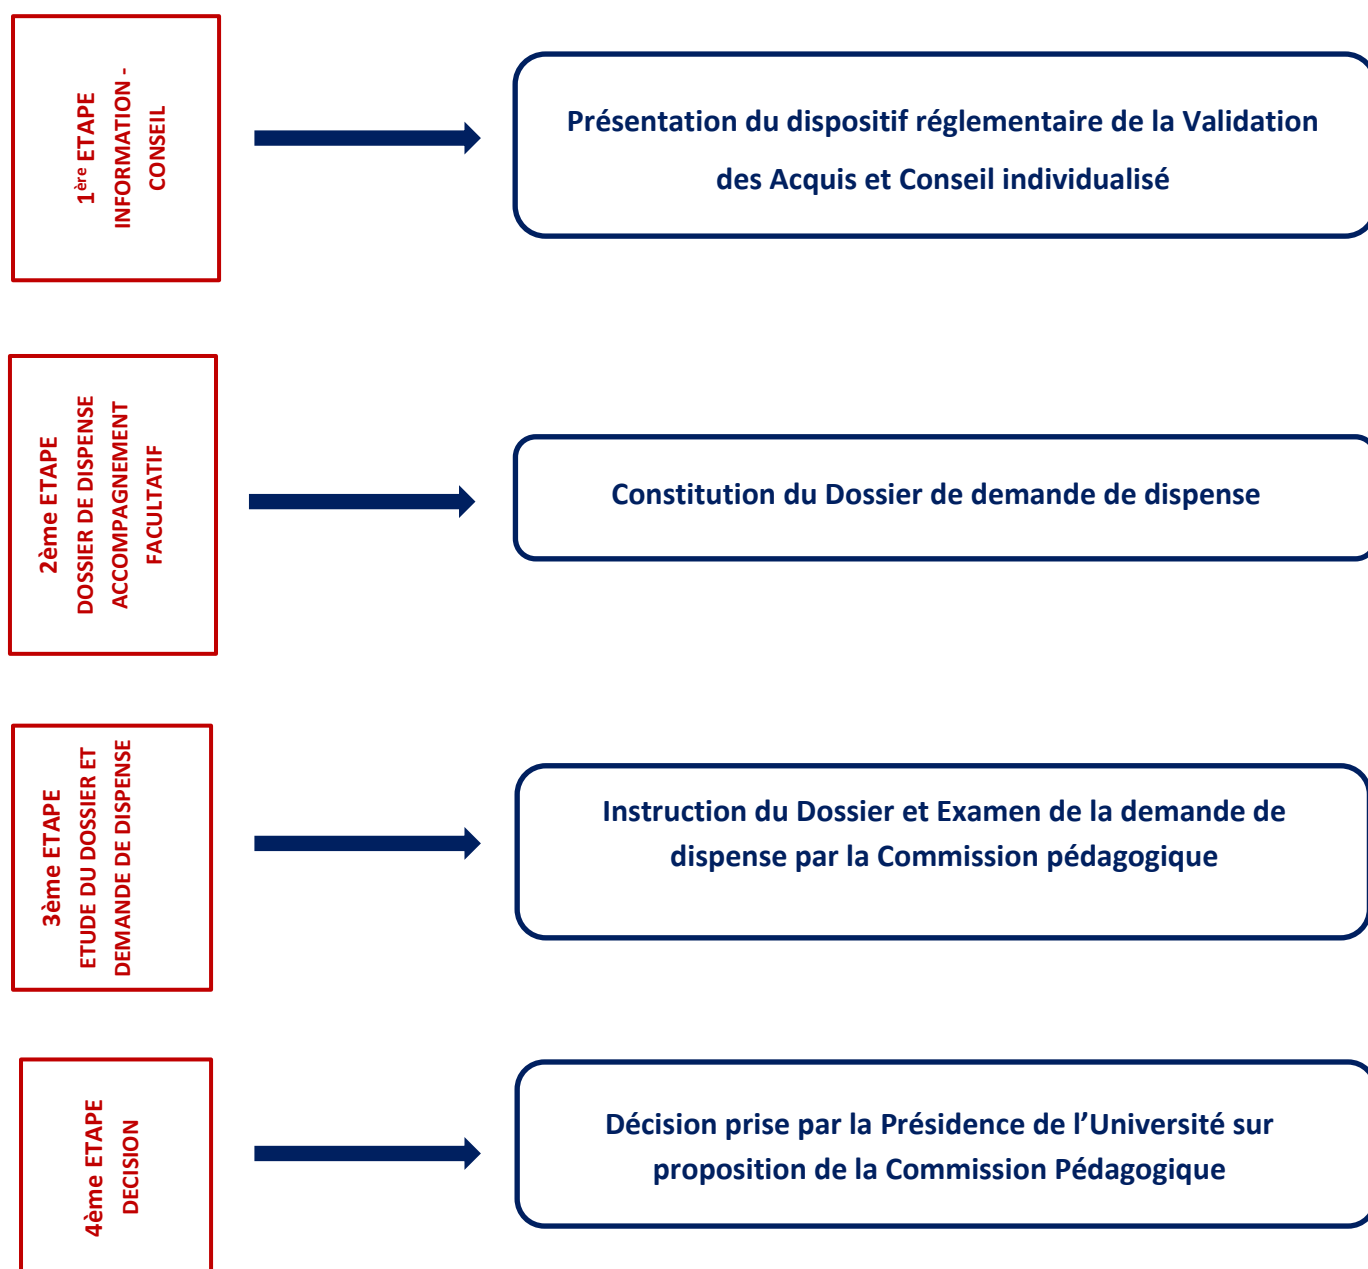 1ère ETAPE
INFORMATION -
CONSEIL
Présentation du dispositif réglementaire de la Validation
des Acquis et Conseil individualisé
2ème ETAPE
DOSSIER DE DISPENSE
ACCOMPAGNEMENT
FACULTATIF
Constitution du Dossier de demande de dispense
3ème ETAPE
ETUDE DU DOSSIER ET
DEMANDE DE DISPENSE
Instruction du Dossier et Examen de la demande de
dispense par la Commission pédagogique
4ème ETAPE
DECISION
Décision prise par la Présidence de l’Université sur
proposition de la Commission Pédagogique